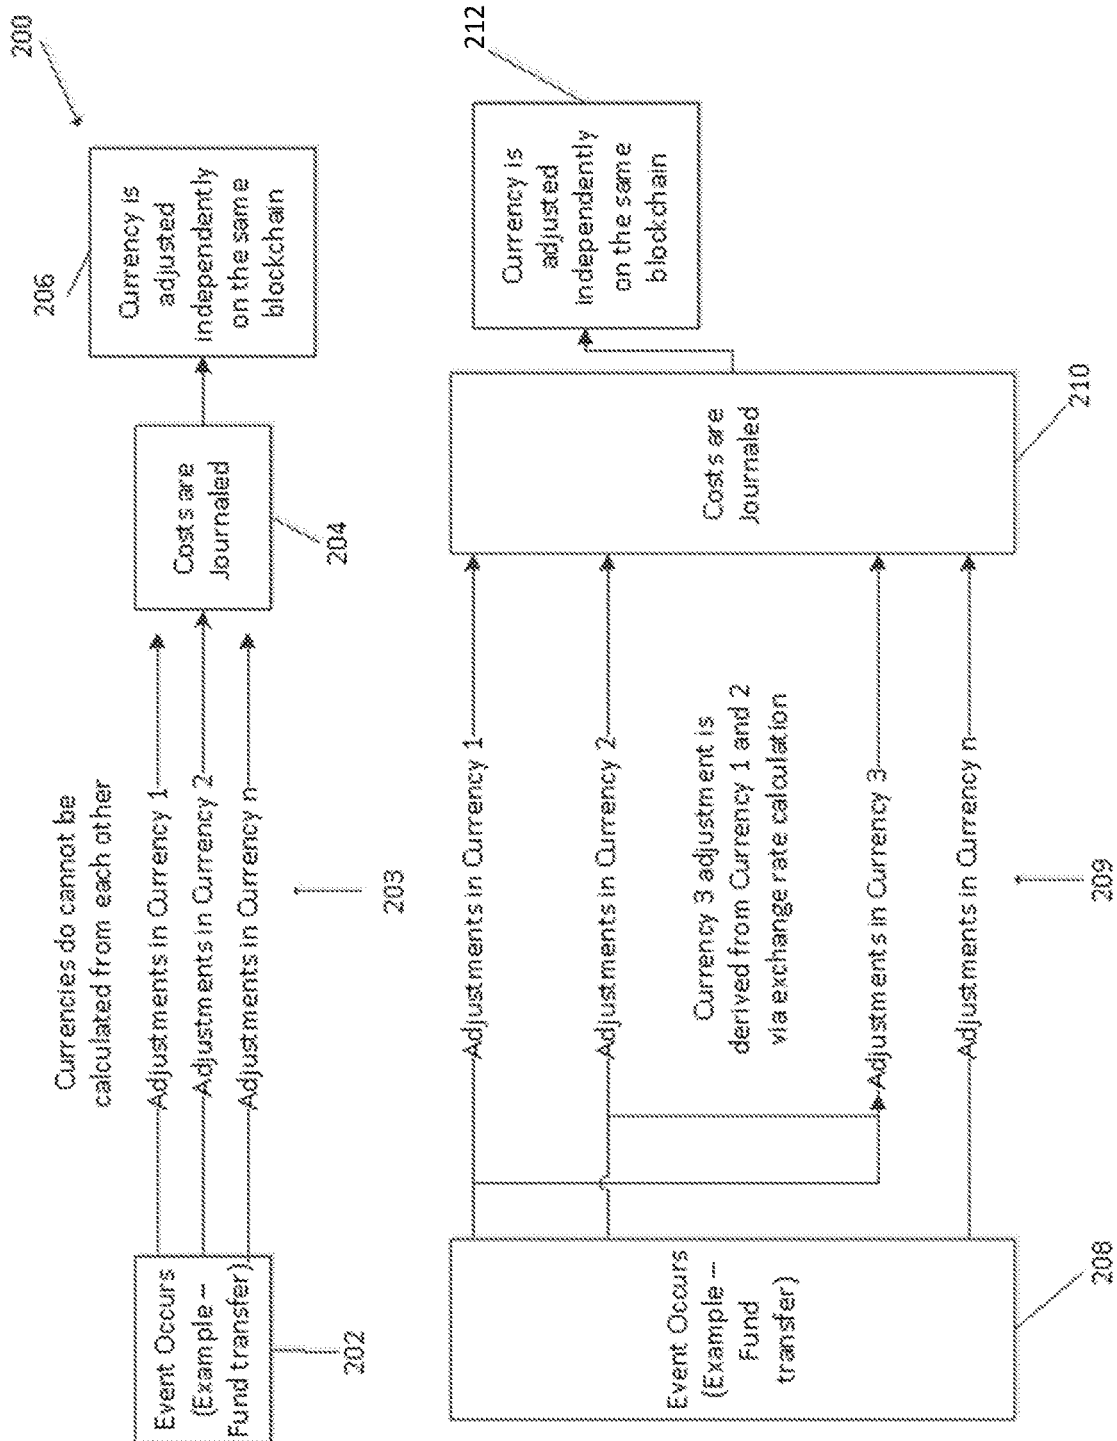 200
Currencies do cannot be
calculated from each other
Event Occurs
(Example –
Fund transfer)
202
Adjustments in Currency 1
Adjustments in Currency 2
Adjustments in Currency n
203
Costs are
Journaled
204
Currency is
adjusted
independently
on the same
blockchain
206
Event Occurs
(Example –
Fund
transfer)
208
Adjustments in Currency 1
Adjustments in Currency 2
Currency 3 adjustment is
derived from Currency 1 and 2
via exchange rate calculation
Adjustments in Currency 3
Adjustments in Currency n
209
Costs are
Journaled
210
Currency is
adjusted
independently
on the same
blockchain
212